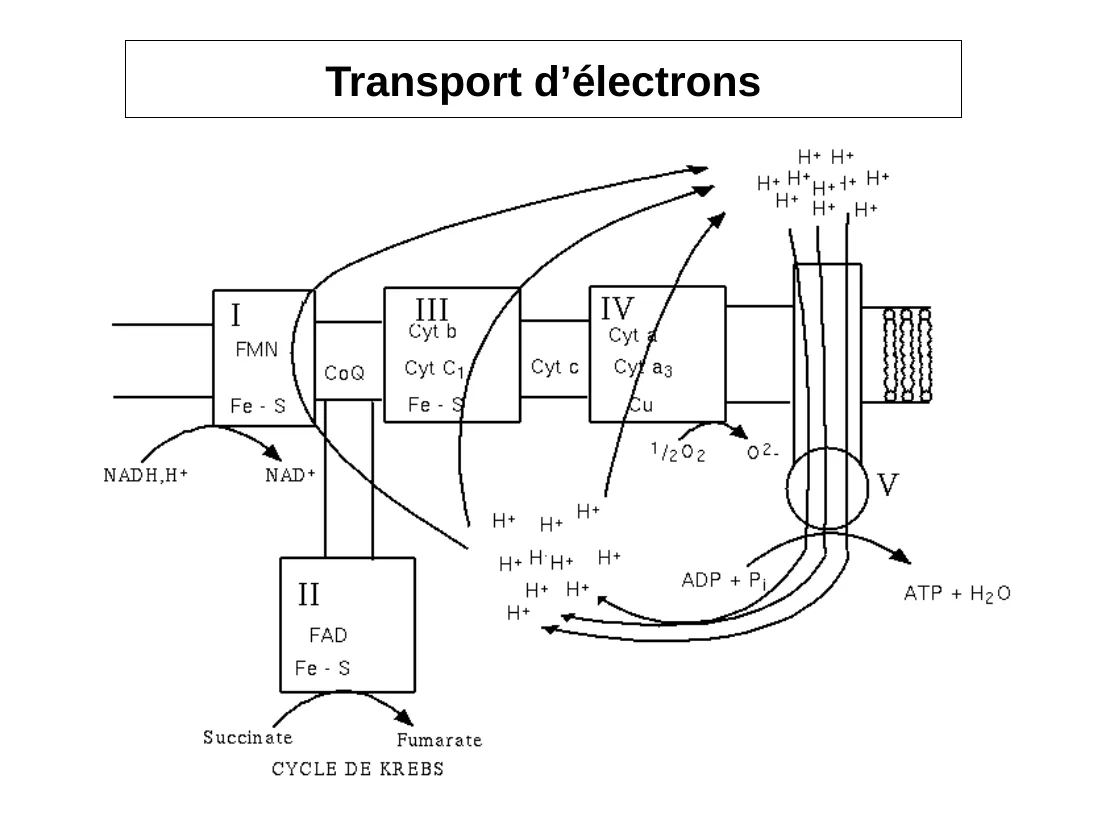 Transport d’électrons
H+ H+
H+ H+ H+ H+ H+
H+ H+ H+
I
FMN
Fe - S
CoQ
III
Cyt b
Cyt C1
Fe - S
Cyt c
IV
Cyt a
Cyt a3
Cu
NADH,H+
NAD+
1/2O2
O2-
V
H+ H+ H+
H+ H+ H+ H+
H+ H+
H+
ADP + Pi
ATP + H2O
II
FAD
Fe - S
Succinate
Fumarate
CYCLE DE KREBS